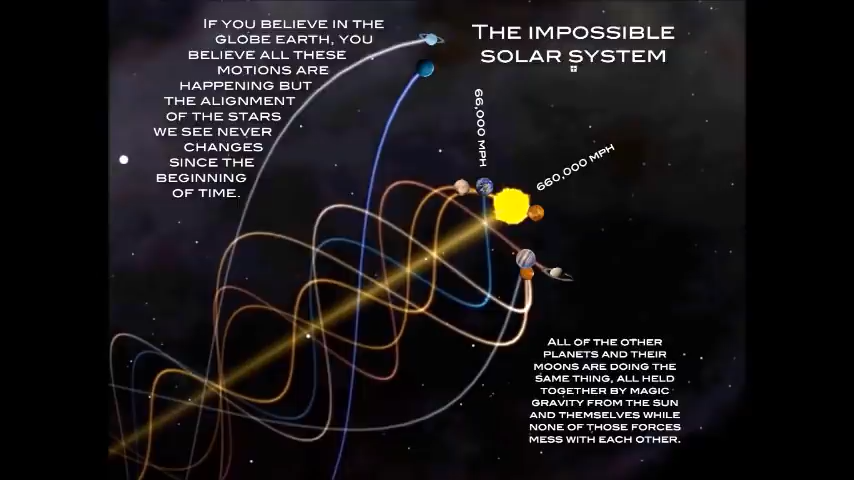 If you believe in the
globe earth, you
believe all these
motions are
happening but
the alignment
of the stars
we see never
changes
since the
beginning
of time.
The impossible
solar system
66,000 mph
660,000 mph
All of the other
planets and their
moons are doing the
same thing, all held
together by magic
gravity from the sun
and themselves while
none of those forces
mess with each other.